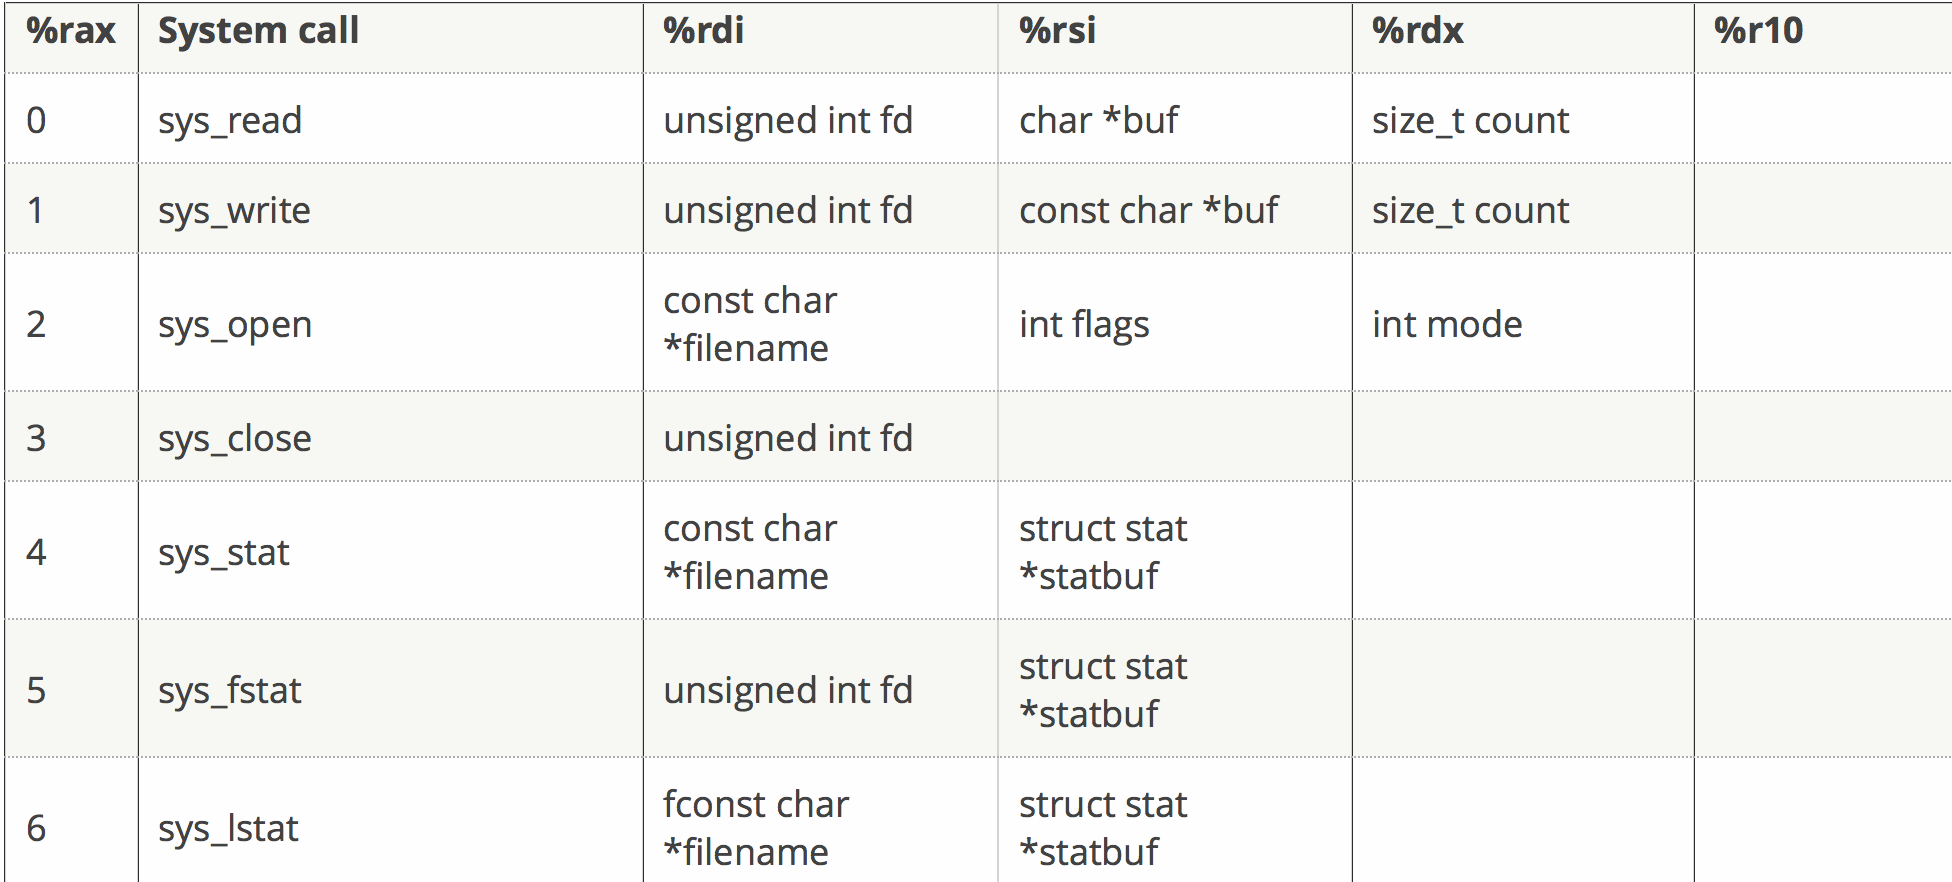 %rax System call %rdi %rsi %rdx %r10
0 sys_read unsigned int fd char *buf size_t count
1 sys_write unsigned int fd const char *buf size_t count
2 sys_open const char *filename int flags int mode
3 sys_close unsigned int fd
4 sys_stat const char *filename struct stat *statbuf
5 sys_fstat unsigned int fd struct stat *statbuf
6 sys_lstat fconst char *filename struct stat *statbuf